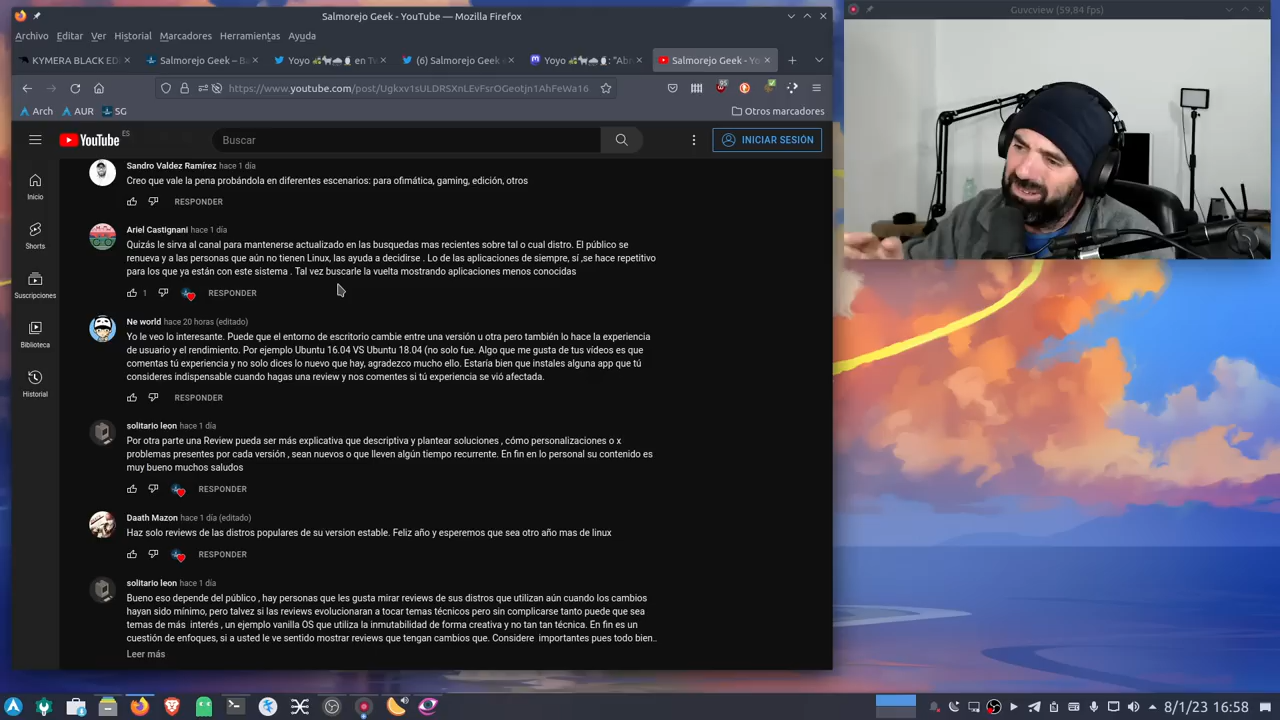 Salmorejo Geek - YouTube — Mozilla Firefox
Guvcview (59,84 fps)
Archivo Editar Ver Historial Marcadores Herramientas Ayuda
KYMERA BLACK ED
Salmorejo Geek – Ba
Yoyo en Tw
(6) Salmorejo Geek
Yoyo : "Abr
Salmorejo Geek - Yo
https://www.youtube.com/post/Ugkxv1sULDRSXnLEvFsrOGeotjn1AhFeWa16
95
Arch AUR SG
Otros marcadores
YouTube ES
Buscar
INICIAR SESIÓN
Inicio
Shorts
Suscripciones
Biblioteca
Historial
Sandro Valdez Ramírez hace 1 día
Creo que vale la pena probándola en diferentes escenarios: para ofimática, gaming, edición, otros
RESPONDER
Ariel Castignani hace 1 día
Quizás le sirva al canal para mantenerse actualizado en las busquedas mas recientes sobre tal o cual distro. El público se
renueva y a las personas que aún no tienen Linux, las ayuda a decidirse . Lo de las aplicaciones de siempre, sí ,se hace repetitivo
para los que ya están con este sistema . Tal vez buscarle la vuelta mostrando aplicaciones menos conocidas
1 RESPONDER
Ne world hace 20 horas (editado)
Yo le veo lo interesante. Puede que el entorno de escritorio cambie entre una versión u otra pero también lo hace la experiencia
de usuario y el rendimiento. Por ejemplo Ubuntu 16.04 VS Ubuntu 18.04 (no solo fue. Algo que me gusta de tus vídeos es que
comentas tú experiencia y no solo dices lo nuevo que hay, agradezco mucho ello. Estaría bien que instales alguna app que tú
consideres indispensable cuando hagas una review y nos comentes si tú experiencia se vió afectada.
RESPONDER
solitario leon hace 1 día
Por otra parte una Review pueda ser más explicativa que descriptiva y plantear soluciones , cómo personalizaciones o x
problemas presentes por cada versión , sean nuevos o que lleven algún tiempo recurrente. En fin en lo personal su contenido es
muy bueno muchos saludos
RESPONDER
Daath Mazon hace 1 día (editado)
Haz solo reviews de las distros populares de su version estable. Feliz año y esperemos que sea otro año mas de linux
RESPONDER
solitario leon hace 1 día
Bueno eso depende del público , hay personas que les gusta mirar reviews de sus distros que utilizan aún cuando los cambios
hayan sido mínimo, pero talvez si las reviews evolucionaran a tocar temas técnicos pero sin complicarse tanto puede que sea
temas de más interés , un ejemplo vanilla OS que utiliza la inmutabilidad de forma creativa y no tan tan técnica. En fin es un
cuestión de enfoques, si a usted le ve sentido mostrar reviews que tengan cambios que. Considere importantes pues todo bien..
Leer más
8/1/23 16:58